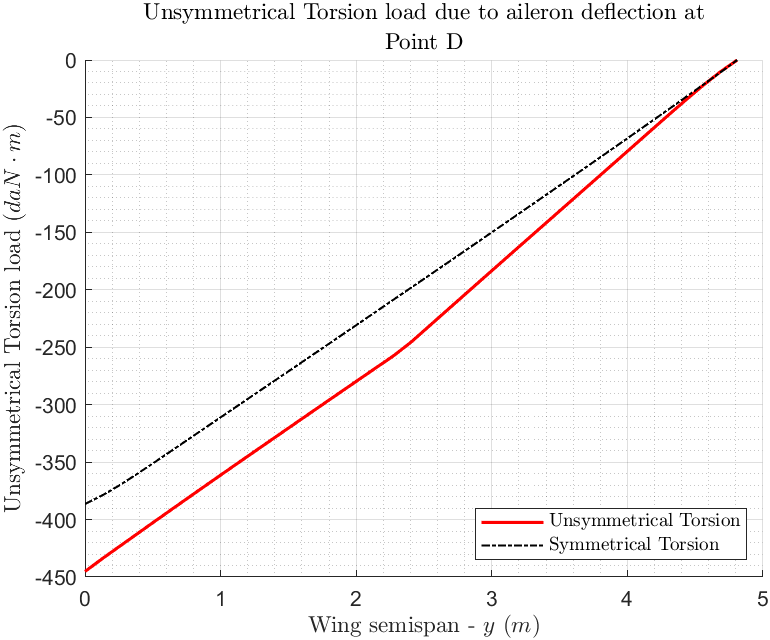 Unsymmetrical Torsion load due to aileron deflection at
Point D
Unsymmetrical Torsion load (daN · m)
0
-50
-100
-150
-200
-250
-300
-350
-400
-450
0 1 2 3 4 5
Wing semispan - y (m)
Unsymmetrical Torsion
Symmetrical Torsion